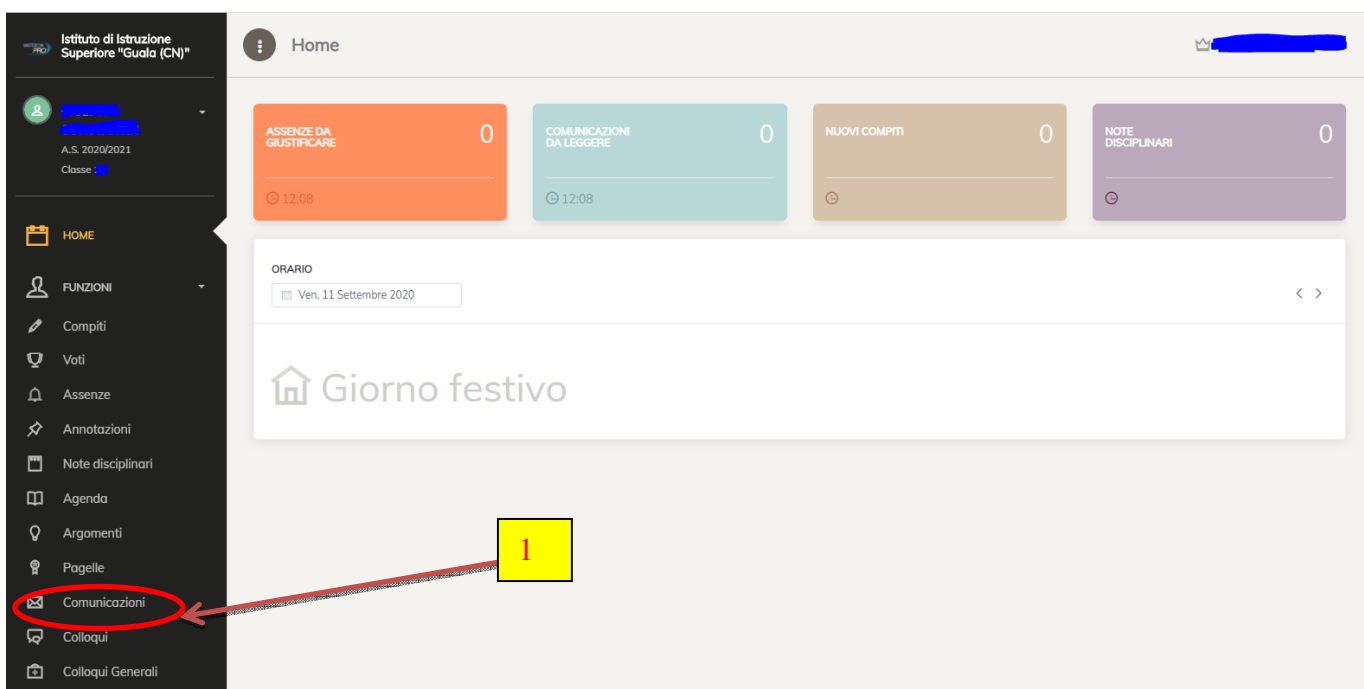 Istituto di Istruzione
Superiore "Guala (CN)"
Home
A.S. 2020/2021
Classe :
HOME
FUNZIONI
Compiti
Voti
Assenze
Annotazioni
Note disciplinari
Agenda
Argomenti
Pagelle
Comunicazioni
Colloqui
Colloqui Generali
ASSENZE DA
GIUSTIFICARE
0
12:08
COMUNICAZIONI
DA LEGGERE
0
12:08
NUOVI COMPITI
0
NOTE
DISCIPLINARI
0
ORARIO
Ven, 11 Settembre 2020
Giorno festivo
1